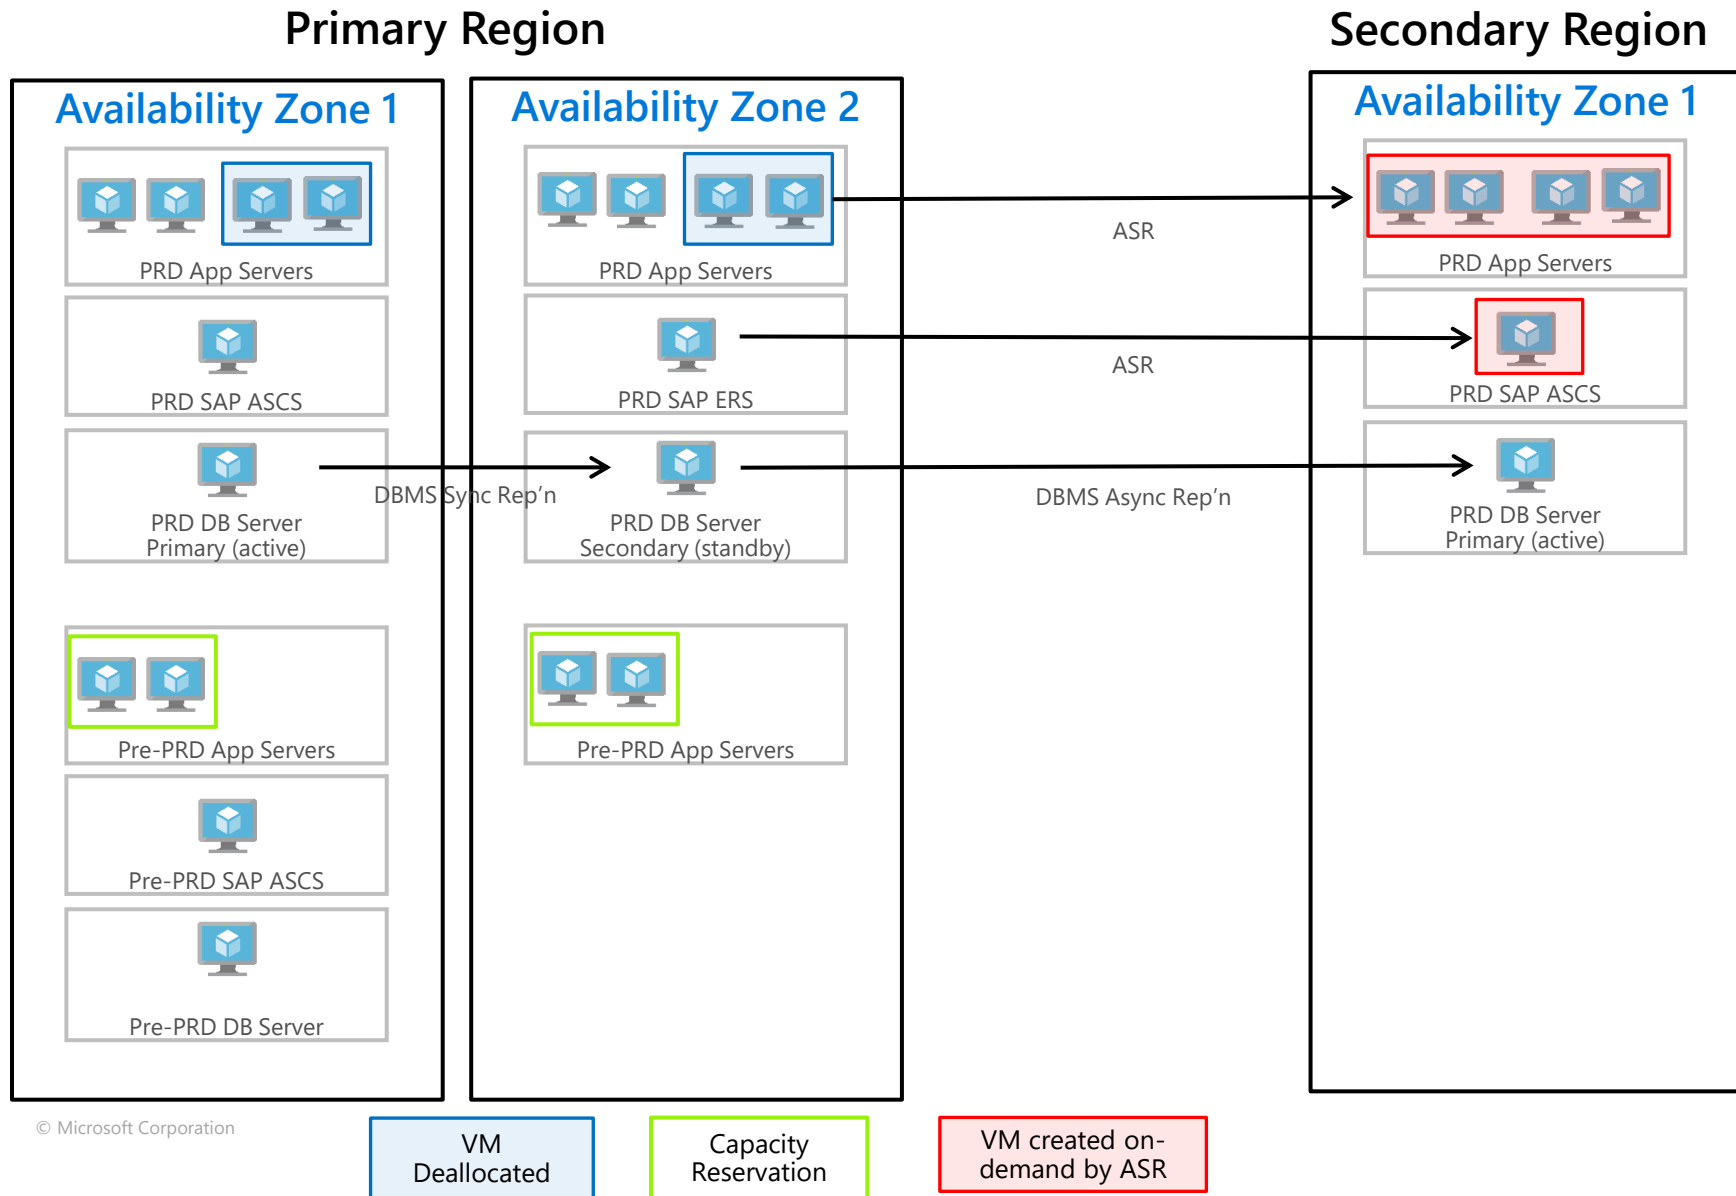 Primary Region
Secondary Region
Availability Zone 1
PRD App Servers
PRD SAP ASCS
PRD DB Server
Primary (active)
Pre-PRD App Servers
Pre-PRD SAP ASCS
Pre-PRD DB Server
DBMS Sync Rep'n
Availability Zone 2
PRD App Servers
PRD SAP ERS
PRD DB Server
Secondary (standby)
Pre-PRD App Servers
ASR
ASR
DBMS Async Rep'n
Availability Zone 1
PRD App Servers
PRD SAP ASCS
PRD DB Server
Primary (active)
© Microsoft Corporation
VM
Deallocated
Capacity
Reservation
VM created on-
demand by ASR